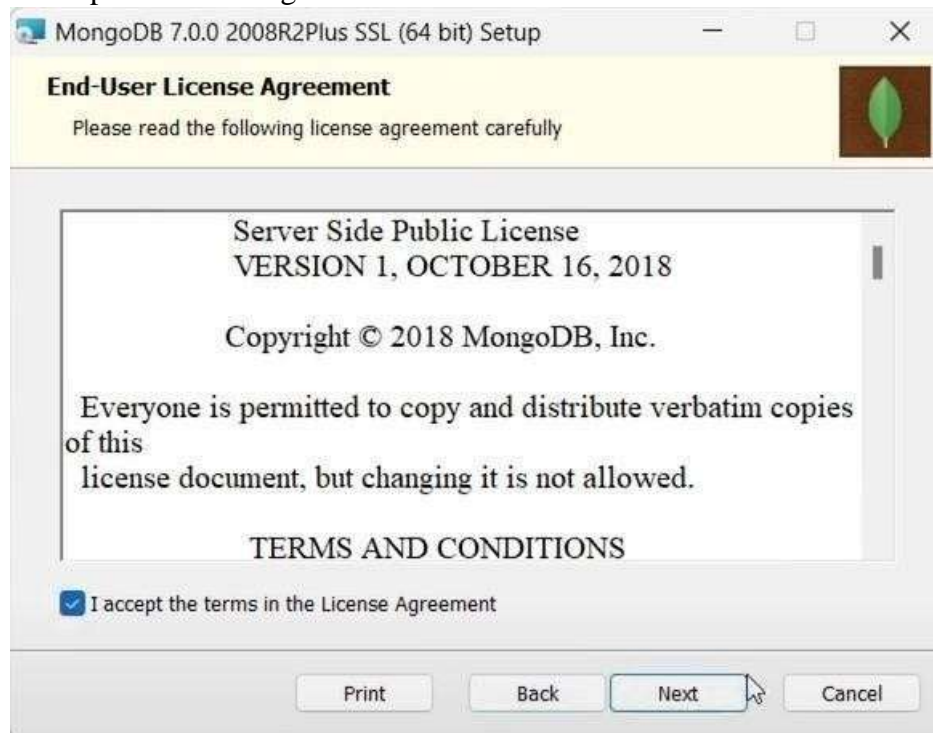 MongoDB 7.0.0 2008R2Plus SSL (64 bit) Setup
End-User License Agreement
Please read the following license agreement carefully
Server Side Public License
VERSION 1, OCTOBER 16, 2018
Copyright © 2018 MongoDB, Inc.
Everyone is permitted to copy and distribute verbatim copies
of this
license document, but changing it is not allowed.
TERMS AND CONDITIONS
I accept the terms in the License Agreement
Print Back Next Cancel